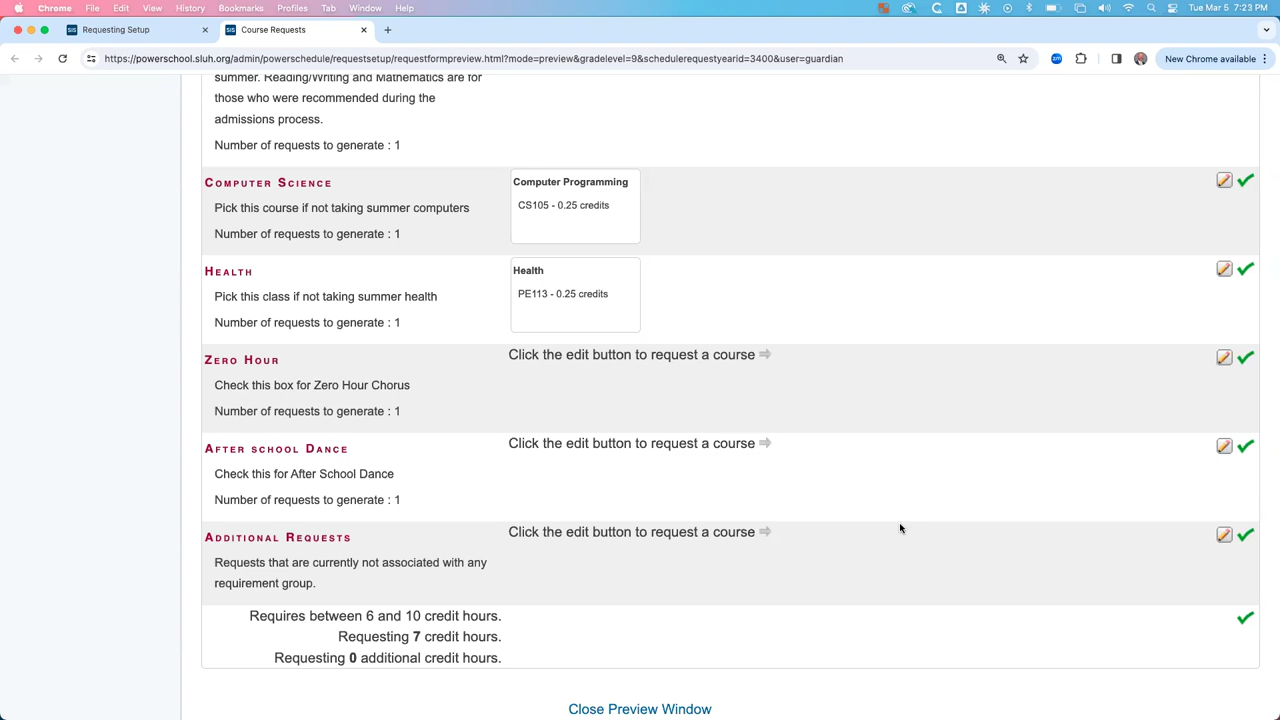 Chrome File Edit View History Bookmarks Profiles Tab Window Help Tue Mar 5 7:23 PM
SIS Requesting Setup × SIS Course Requests × +
https://powerschool.sluh.org/admin/powerschedule/requestsetup/requestformpreview.html?mode=preview&gradelevel=9&schedulerequestyearid=3400&user=guardian zm New Chrome available
summer. Reading/Writing and Mathematics are for
those who were recommended during the
admissions process.
Number of requests to generate : 1
Computer Science
Pick this course if not taking summer computers
Number of requests to generate : 1
Computer Programming
CS105 - 0.25 credits
Health
Pick this class if not taking summer health
Number of requests to generate : 1
Health
PE113 - 0.25 credits
Zero Hour
Check this box for Zero Hour Chorus
Number of requests to generate : 1
Click the edit button to request a course
After school Dance
Check this for After School Dance
Number of requests to generate : 1
Click the edit button to request a course
Additional Requests
Requests that are currently not associated with any
requirement group.
Click the edit button to request a course
Requires between 6 and 10 credit hours.
Requesting 7 credit hours.
Requesting 0 additional credit hours.
Close Preview Window